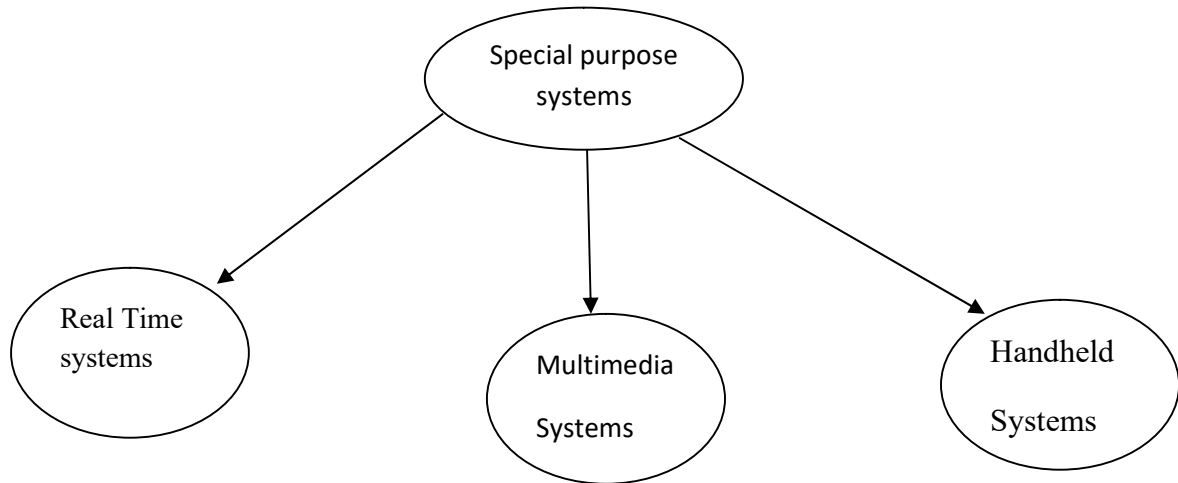 Special purpose
systems
Real Time
systems
Multimedia
Systems
Handheld
Systems